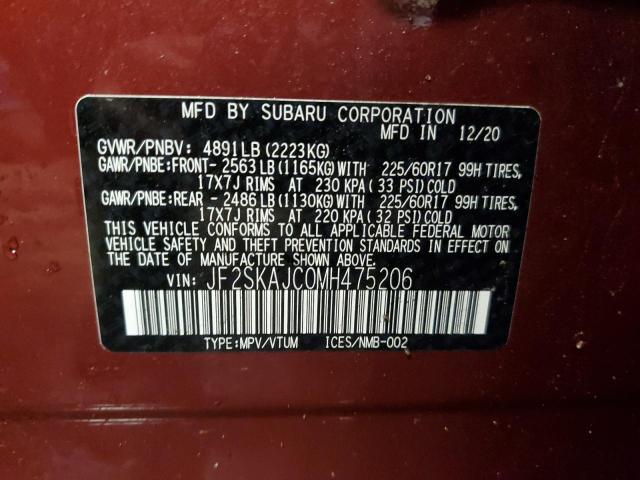 MFD BY SUBARU CORPORATION
MFD IN 12/20
GVWR/PNBV: 4891LB (2223KG)
GAWR/PNBE:FRONT- 2563LB (1165KG)WITH 225/60R17 99H TIRES,
17X7J RIMS AT 230 KPA (33 PSI)COLD
GAWR/PNBE:REAR - 2486LB (1130KG)WITH 225/60R17 99H TIRES,
17X7J RIMS AT 220 KPA (32 PSI)COLD
THIS VEHICLE CONFORMS TO ALL APPLICABLE FEDERAL MOTOR
VEHICLE SAFETY AND THEFT PREVENTION STANDARDS IN EFFECT ON
THE DATE OF MANUFACTURE SHOWN ABOVE.
VIN: JF2SKAJC0MH475206
TYPE:MPV/VTUM ICES/NMB-002